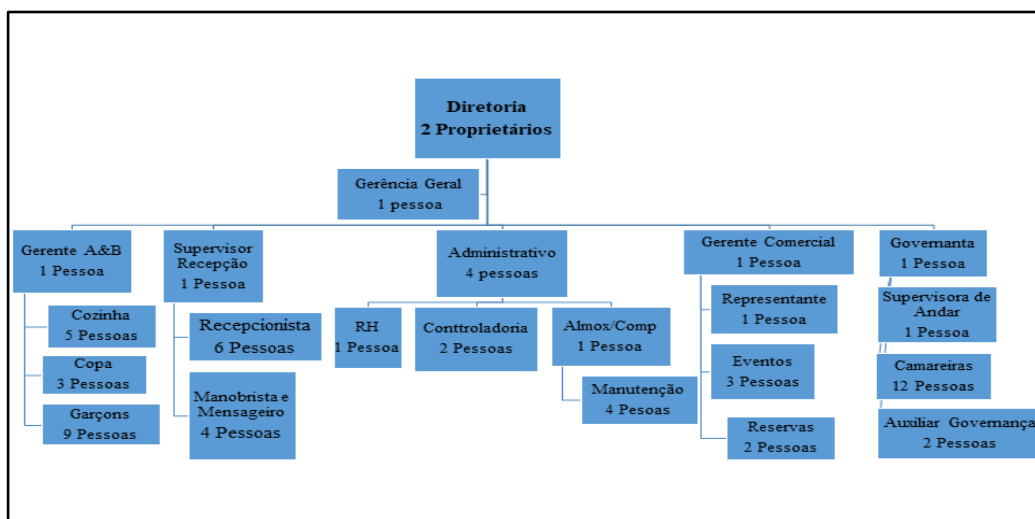 Diretoria
2 Proprietários
Gerência Geral
1 pessoa
Gerente A&B
1 Pessoa
Cozinha
5 Pessoas
Copa
3 Pessoas
Garçons
9 Pessoas
Supervisor
Recepção
1 Pessoa
Recepcionista
6 Pessoas
Manobrista e
Mensageiro
4 Pessoas
Administrativo
4 pessoas
RH
1 Pessoa
Conttroladoria
2 Pessoas
Almox/Comp
1 Pessoa
Manutenção
4 Pesoas
Gerente Comercial
1 Pessoa
Representante
1 Pessoa
Eventos
3 Pessoas
Reservas
2 Pessoas
Governanta
1 Pessoa
Supervisora de
Andar
1 Pessoa
Camareiras
12 Pessoas
Auxiliar Governança
2 Pessoas